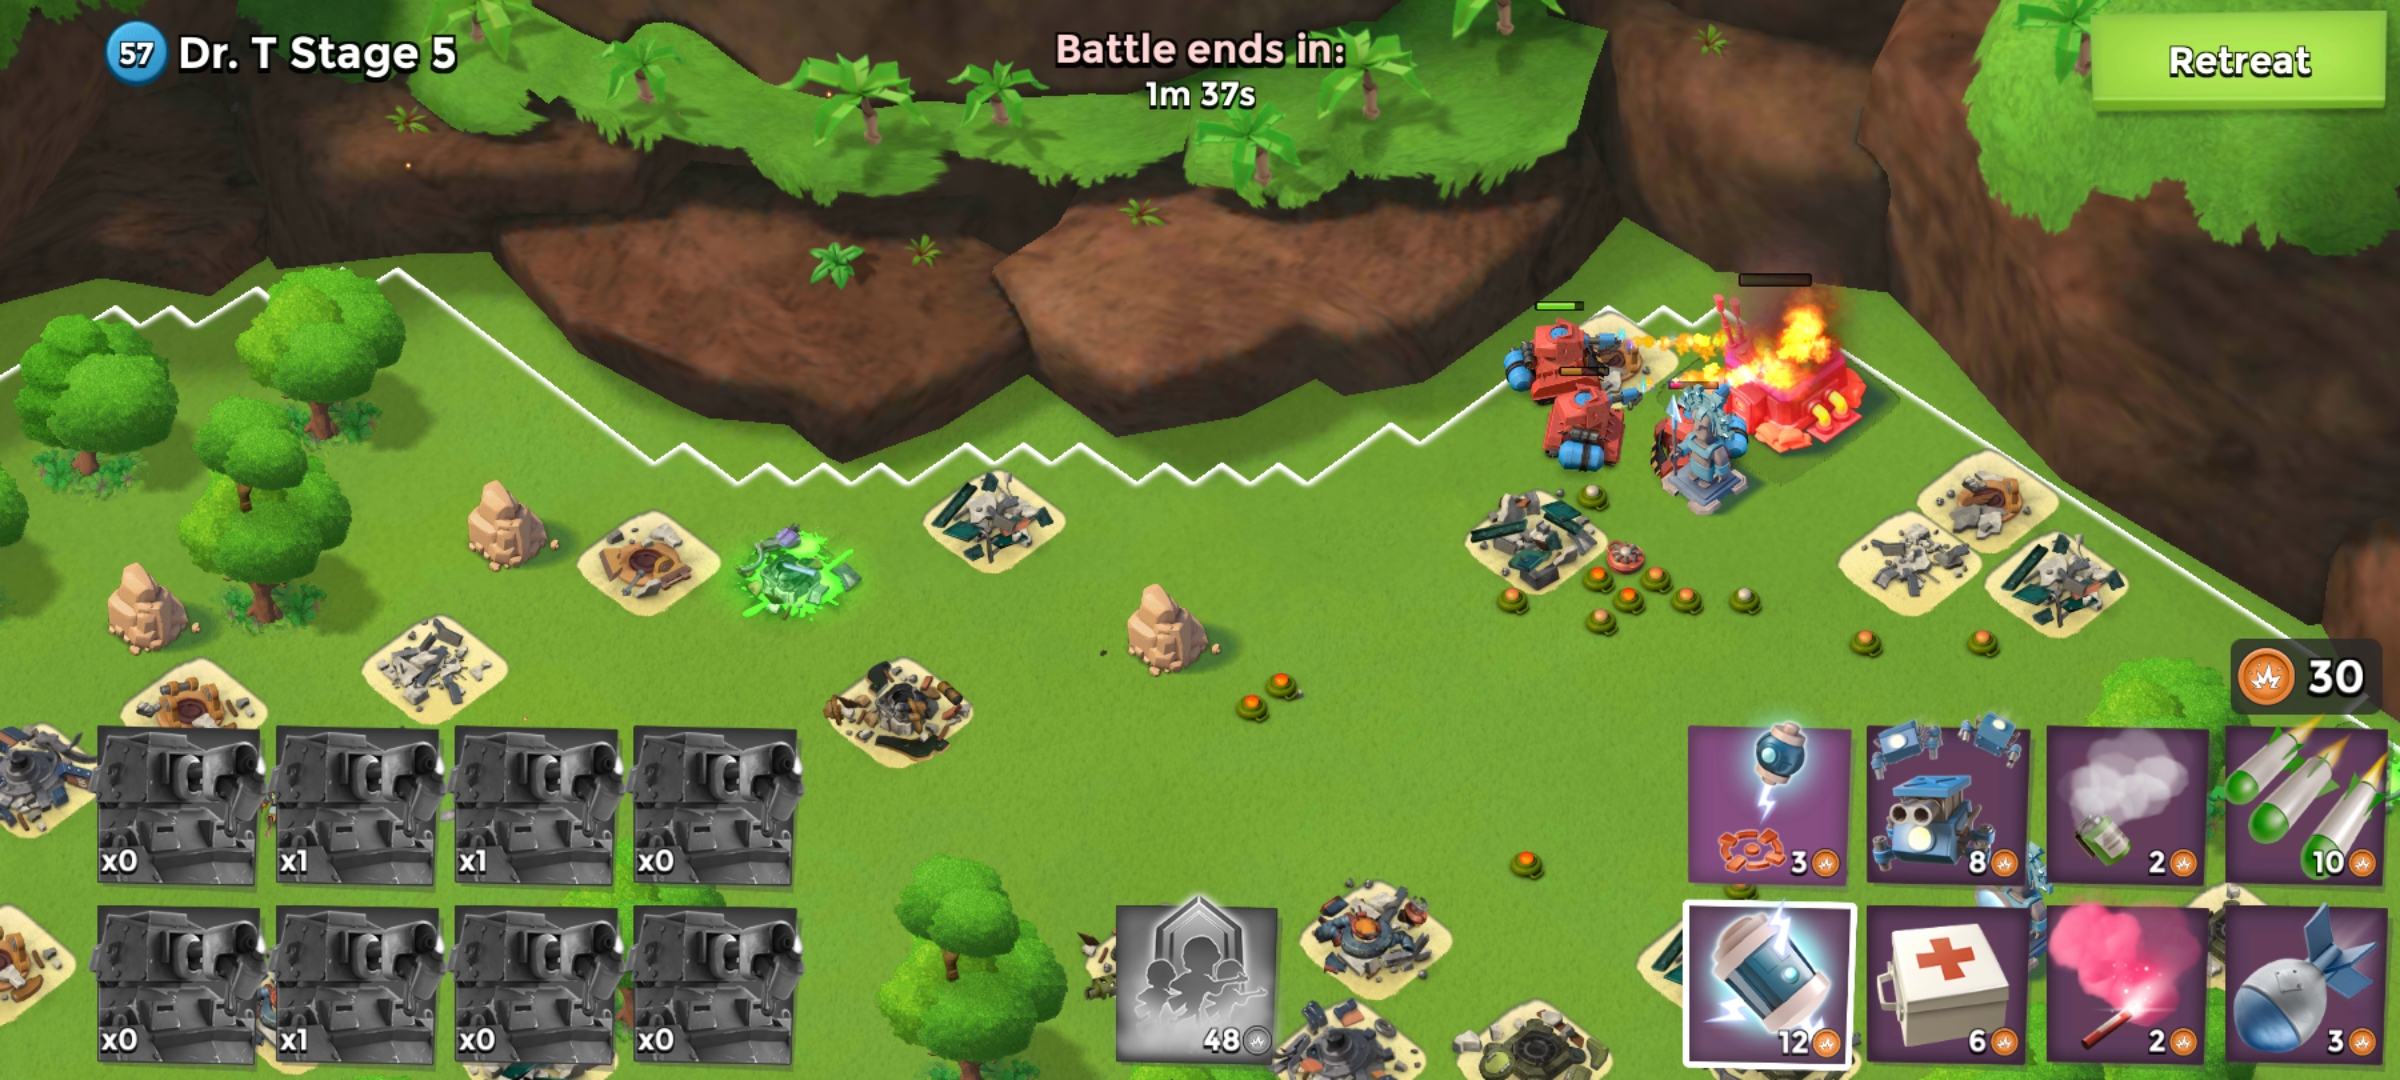 57 Dr. T Stage 5
Battle ends in:
1m 37s
Retreat
30
x0 x1 x1 x0
3 8 2 10
x0 x1 x0 x0
48
12 6 2 3